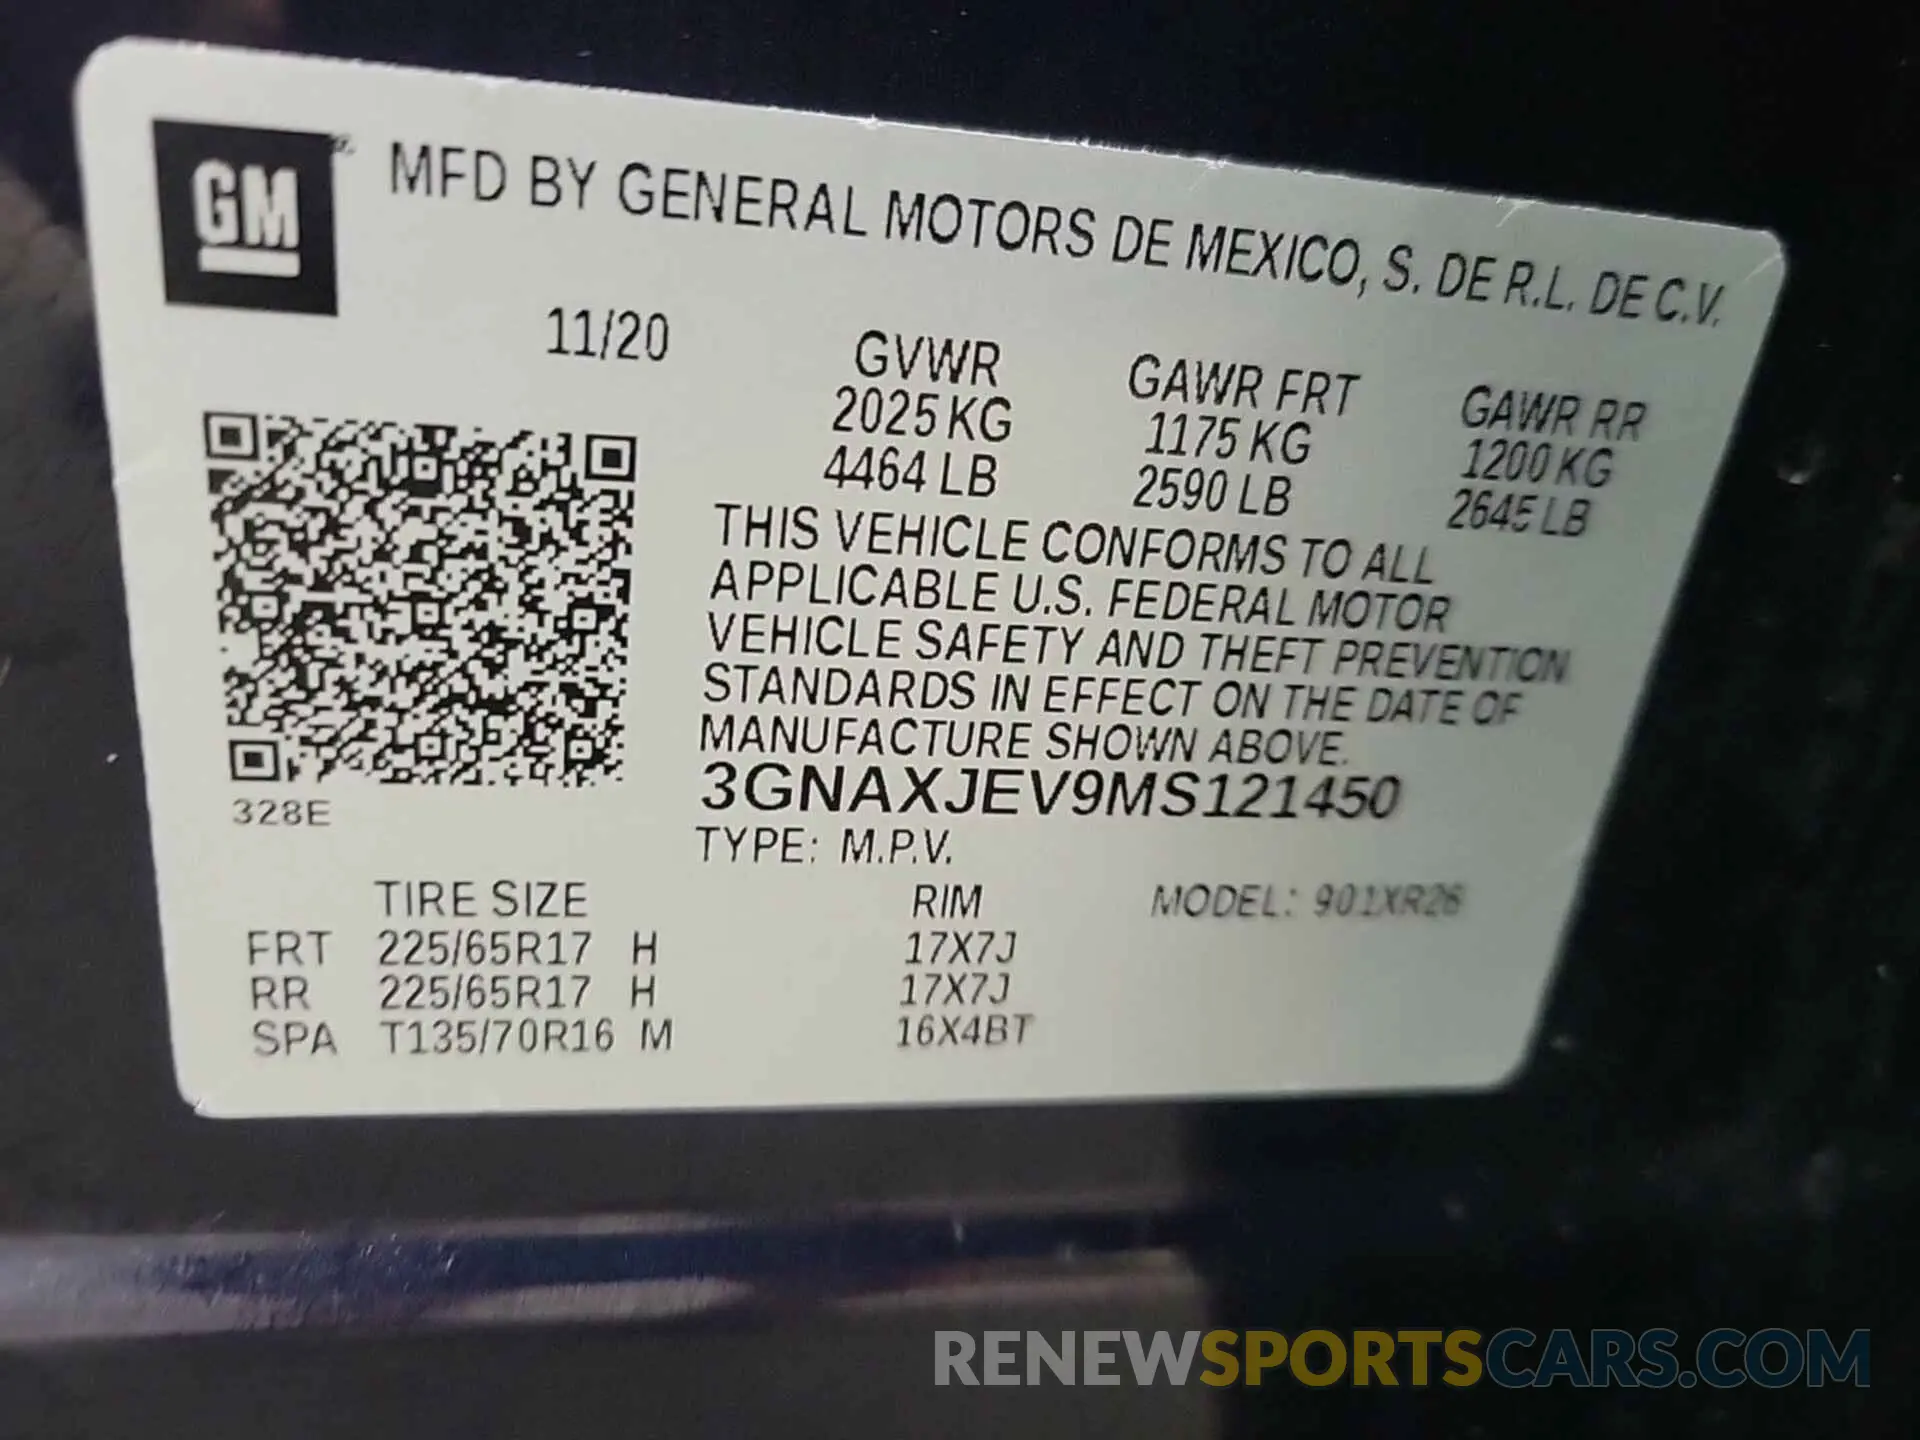 GM
MFD BY GENERAL MOTORS DE MEXICO, S. DE R.L. DE C.V.
11/20
GVWR GAWR FRT GAWR RR
2025 KG 1175 KG 1200 KG
4464 LB 2590 LB 2645 LB
THIS VEHICLE CONFORMS TO ALL
APPLICABLE U.S. FEDERAL MOTOR
VEHICLE SAFETY AND THEFT PREVENTION
STANDARDS IN EFFECT ON THE DATE OF
MANUFACTURE SHOWN ABOVE.
3GNAXJEV9MS121450
328E
TYPE: M.P.V.
TIRE SIZE RIM MODEL: 901XR26
FRT 225/65R17 H 17X7J
RR 225/65R17 H 17X7J
SPA T135/70R16 M 16X4BT
RENEWSPORTSCARS.COM